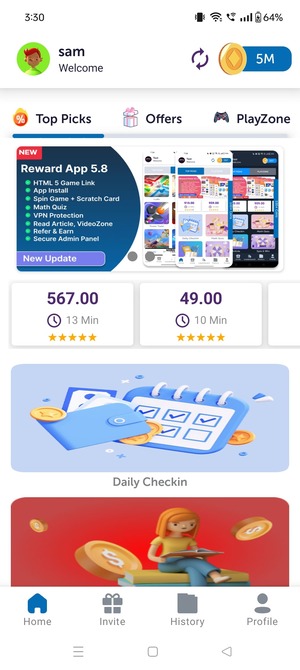 3:30
64%
sam
Welcome
5M
Top Picks
Offers
PlayZone
NEW
Reward App 5.8
HTML 5 Game Link
App Install
Spin Game + Scratch Card
Math Quiz
VPN Protection
Read Article, VideoZone
Refer & Earn
Secure Admin Panel
New Update
567.00
13 Min
49.00
10 Min
Daily Checkin
Home
Invite
History
Profile